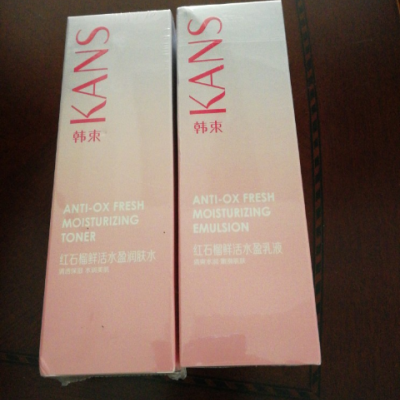 KANS
韩束
ANTI-OX FRESH
MOISTURIZING
TONER
红石榴鲜活水盈润肤水
KANS
韩束
ANTI-OX FRESH
MOISTURIZING
EMULSION
红石榴鲜活水盈乳液